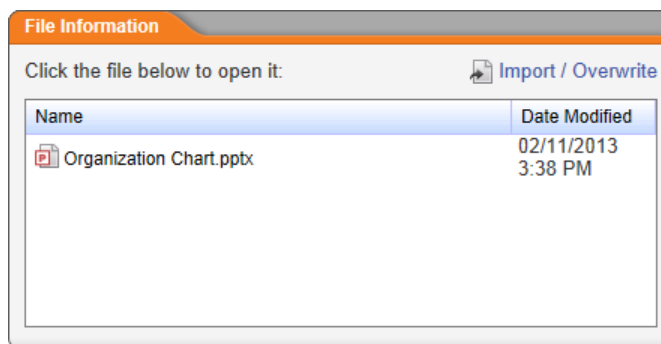 File Information
Click the file below to open it:
Import / Overwrite
Name
Date Modified
Organization Chart.pptx
02/11/2013
3:38 PM